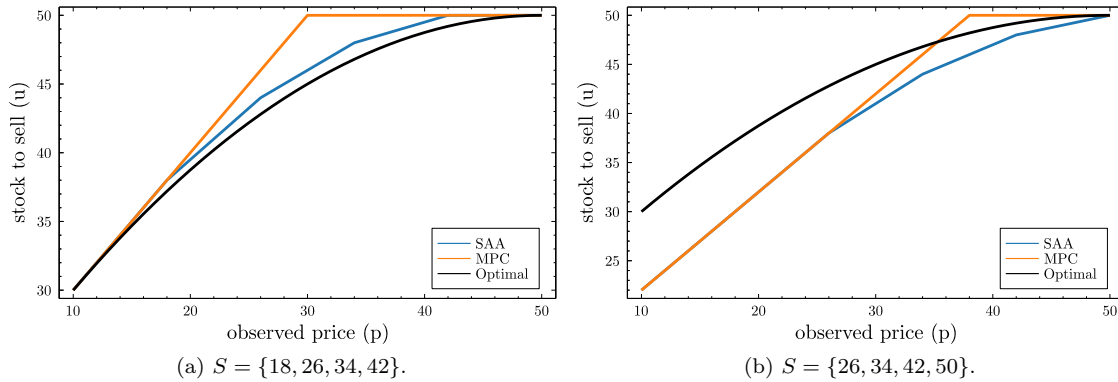 50
45
40
35
30
stock to sell (u)
10 20 30 40 50
observed price (p)
SAA
MPC
Optimal
(a) S = {18, 26, 34, 42}.
50
45
40
35
30
25
stock to sell (u)
10 20 30 40 50
observed price (p)
SAA
MPC
Optimal
(b) S = {26, 34, 42, 50}.